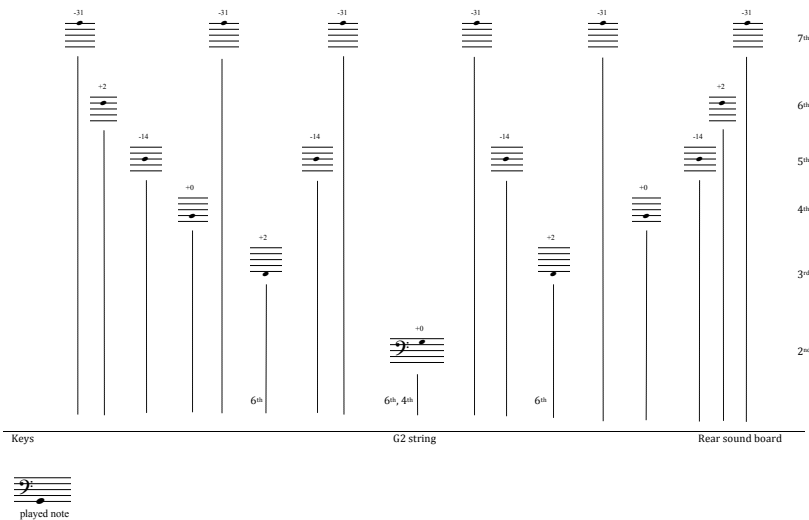 -31 -31 -31 -31 -31 -31
7th
+2 +2
6th
-14 -14 -14 -14
5th
+0 +0
4th
+2 +2
3rd
+0
2nd
6th 6th, 4th 6th
Keys G2 string Rear sound board
played note